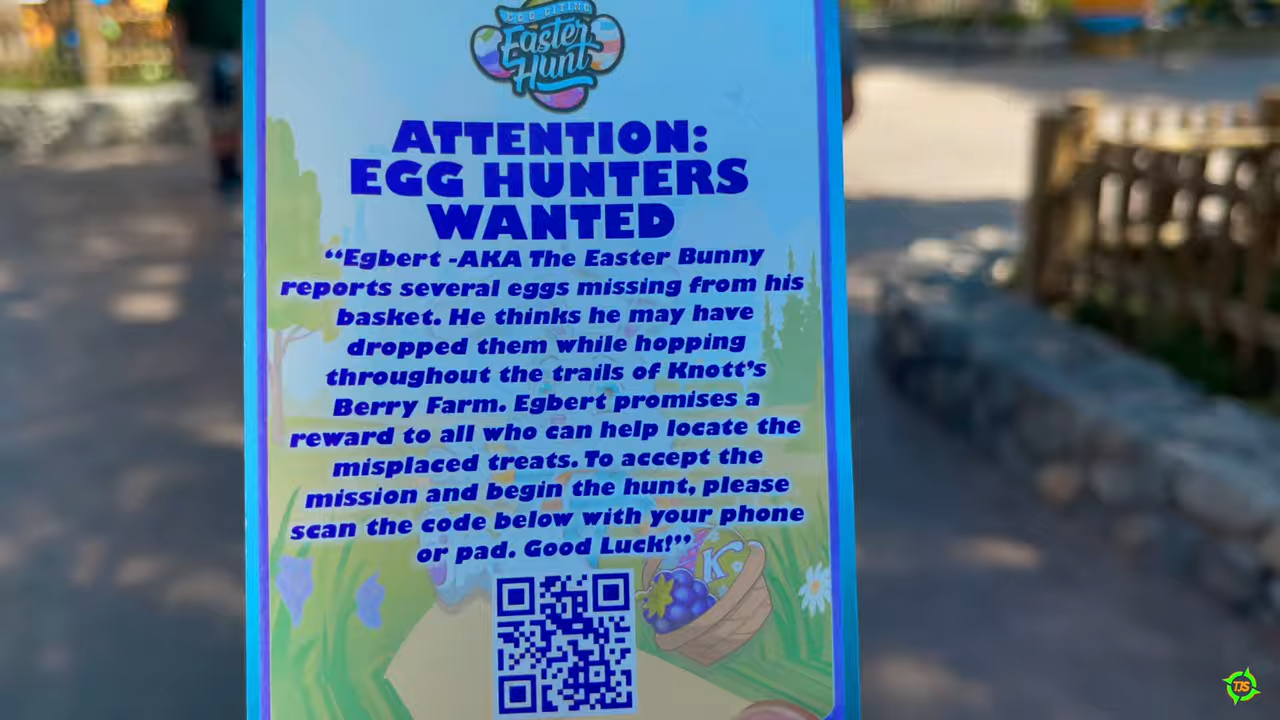 EGG CITING
Easter
Hunt
ATTENTION:
EGG HUNTERS
WANTED
“Egbert -AKA The Easter Bunny
reports several eggs missing from his
basket. He thinks he may have
dropped them while hopping
throughout the trails of Knott’s
Berry Farm. Egbert promises a
reward to all who can help locate the
misplaced treats. To accept the
mission and begin the hunt, please
scan the code below with your phone
or pad. Good Luck!”
K
TJS